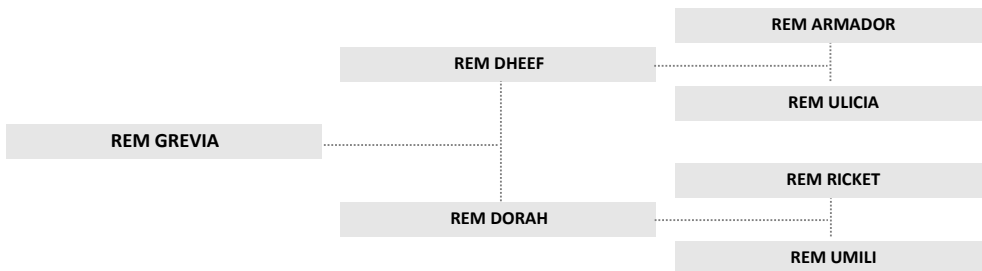 REM ARMADOR
REM DHEEF
REM ULICIA
REM GREVIA
REM RICKET
REM DORAH
REM UMILI